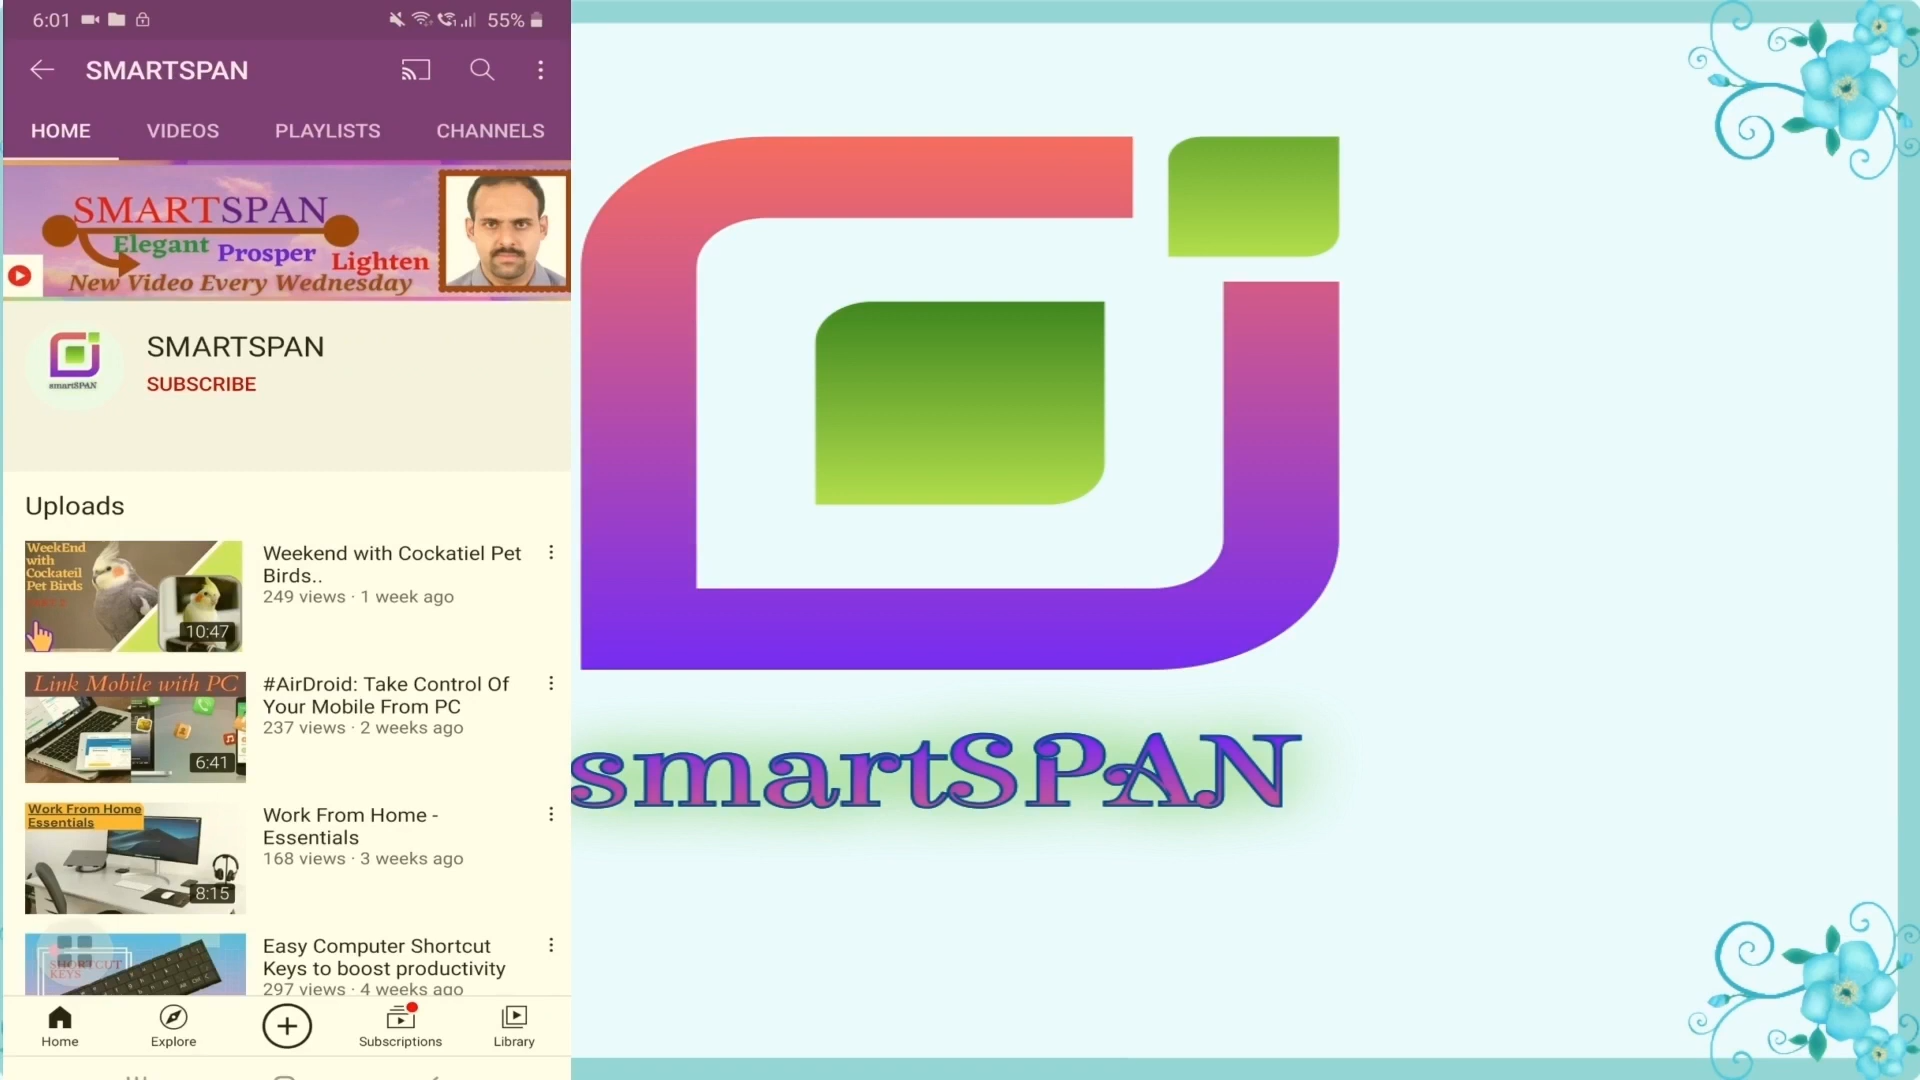 6:01
55%
SMARTSPAN
HOME VIDEOS PLAYLISTS CHANNELS
SMARTSPAN
Elegant Prosper Lighten
New Video Every Wednesday
smartSPAN
SMARTSPAN
SUBSCRIBE
Uploads
WeekEnd
with
Cockateil
Pet Birds
10:47
Weekend with Cockatiel Pet
Birds..
249 views · 1 week ago
Link Mobile with PC
6:41
#AirDroid: Take Control Of
Your Mobile From PC
237 views · 2 weeks ago
Work From Home
Essentials
8:15
Work From Home -
Essentials
168 views · 3 weeks ago
SHORTCUT
KEYS
Easy Computer Shortcut
Keys to boost productivity
297 views · 4 weeks ago
Home Explore Subscriptions Library
smartSPAN